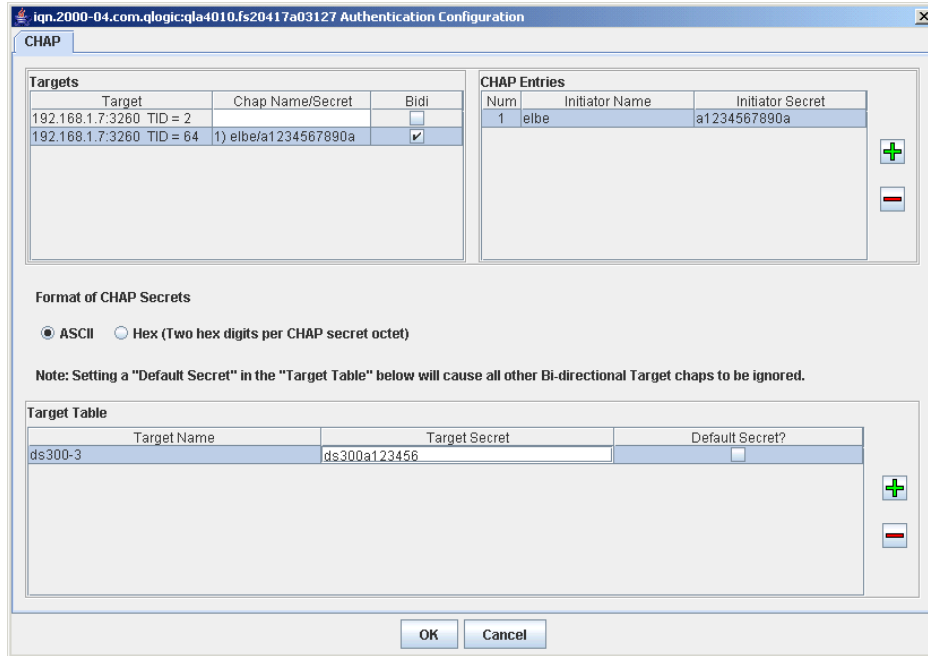 iqn.2000-04.com.qlogic:qla4010.fs20417a03127 Authentication Configuration
CHAP
Targets
Target Chap Name/Secret Bidi
192.168.1.7:3260 TID = 2
192.168.1.7:3260 TID = 64 1) elbe/a1234567890a
CHAP Entries
Num Initiator Name Initiator Secret
1 elbe a1234567890a
Format of CHAP Secrets
ASCII Hex (Two hex digits per CHAP secret octet)
Note: Setting a "Default Secret" in the "Target Table" below will cause all other Bi-directional Target chaps to be ignored.
Target Table
Target Name Target Secret Default Secret?
ds300-3 ds300a123456
OK Cancel